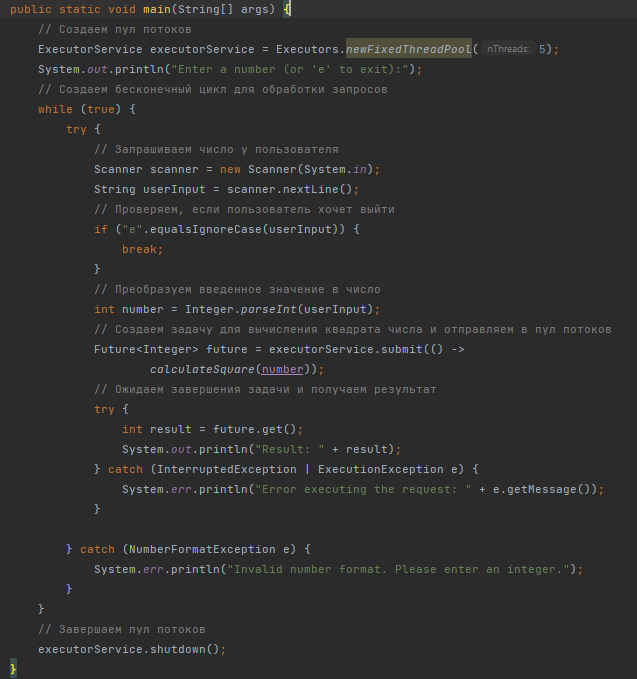 public static void main(String[] args) {
// Создаем пул потоков
ExecutorService executorService = Executors.newFixedThreadPool( nThreads: 5);
System.out.println("Enter a number (or 'e' to exit):");
// Создаем бесконечный цикл для обработки запросов
while (true) {
try {
// Запрашиваем число у пользователя
Scanner scanner = new Scanner(System.in);
String userInput = scanner.nextLine();
// Проверяем, если пользователь хочет выйти
if ("e".equalsIgnoreCase(userInput)) {
break;
}
// Преобразуем введенное значение в число
int number = Integer.parseInt(userInput);
// Создаем задачу для вычисления квадрата числа и отправляем в пул потоков
Future<Integer> future = executorService.submit(() ->
calculateSquare(number));
// Ожидаем завершения задачи и получаем результат
try {
int result = future.get();
System.out.println("Result: " + result);
} catch (InterruptedException | ExecutionException e) {
System.err.println("Error executing the request: " + e.getMessage());
}
} catch (NumberFormatException e) {
System.err.println("Invalid number format. Please enter an integer.");
}
}
// Завершаем пул потоков
executorService.shutdown();
}